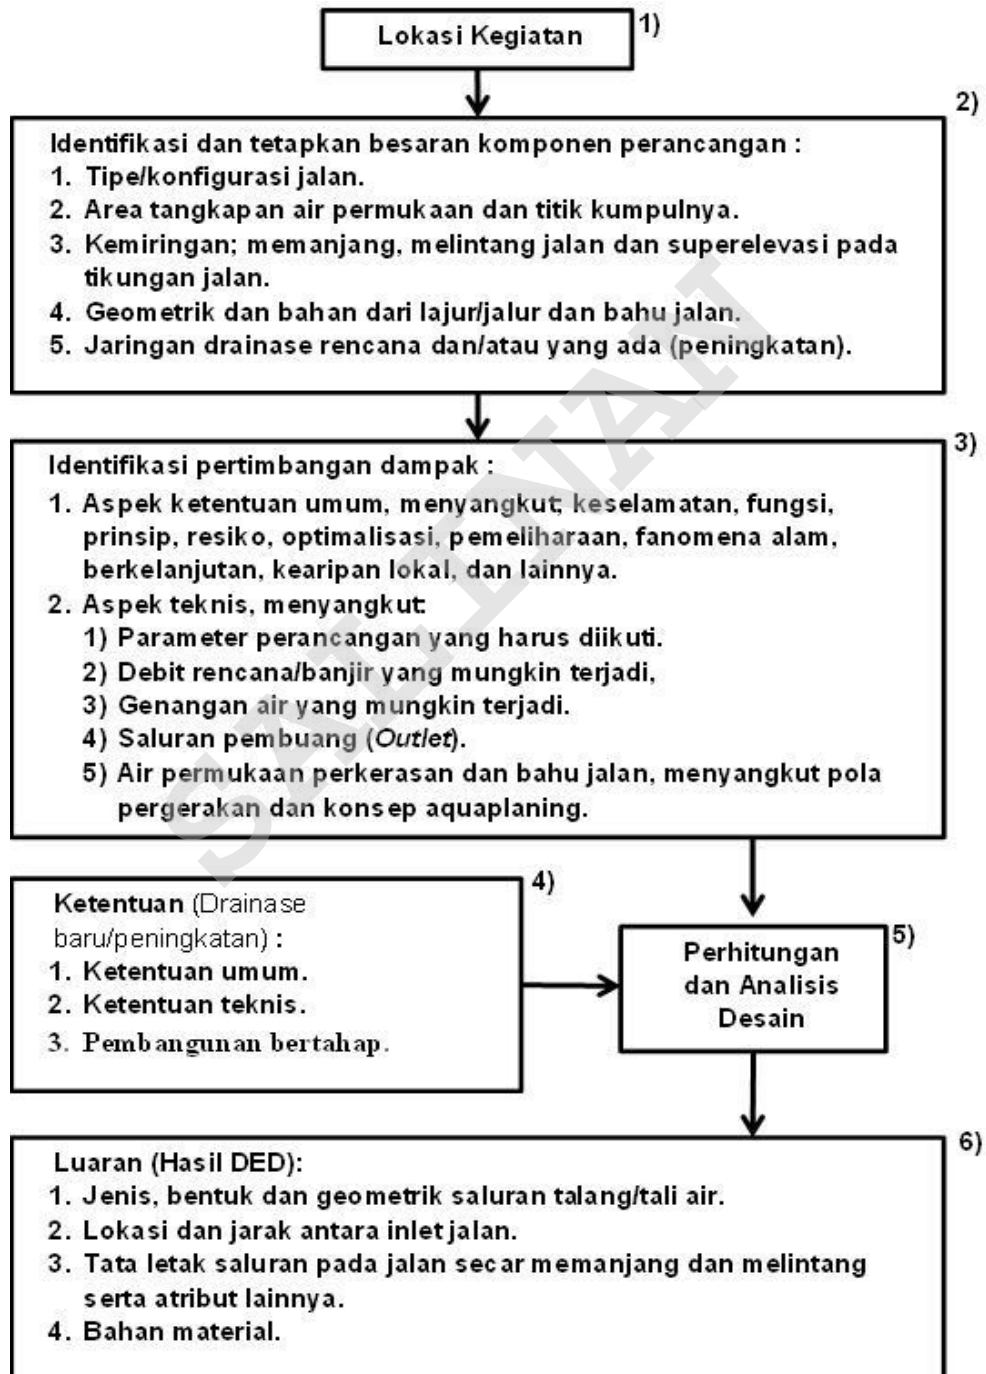 Lokasi Kegiatan
1)
2)
Identifikasi dan tetapkan besaran komponen perancangan :
1. Tipe/konfigurasi jalan.
2. Area tangkapan air permukaan dan titik kumpulnya.
3. Kemiringan; memanjang, melintang jalan dan superelevasi pada
tikungan jalan.
4. Geometrik dan bahan dari lajur/jalur dan bahu jalan.
5. Jaringan drainase rencana dan/atau yang ada (peningkatan).
3)
Identifikasi pertimbangan dampak :
1. Aspek ketentuan umum, menyangkut; keselamatan, fungsi,
prinsip, resiko, optimalisasi, pemeliharaan, fanomena alam,
berkelanjutan, kearipan lokal, dan lainnya.
2. Aspek teknis, menyangkut:
1) Parameter perancangan yang harus diikuti.
2) Debit rencana/banjir yang mungkin terjadi,
3) Genangan air yang mungkin terjadi.
4) Saluran pembuang (Outlet).
5) Air permukaan perkerasan dan bahu jalan, menyangkut pola
pergerakan dan konsep aquaplaning.
4)
Ketentuan (Drainase
baru/peningkatan) :
1. Ketentuan umum.
2. Ketentuan teknis.
3. Pembangunan bertahap.
5)
Perhitungan
dan Analisis
Desain
6)
Luaran (Hasil DED):
1. Jenis, bentuk dan geometrik saluran talang/tali air.
2. Lokasi dan jarak antara inlet jalan.
3. Tata letak saluran pada jalan secar memanjang dan melintang
serta atribut lainnya.
4. Bahan material.
SALINAN